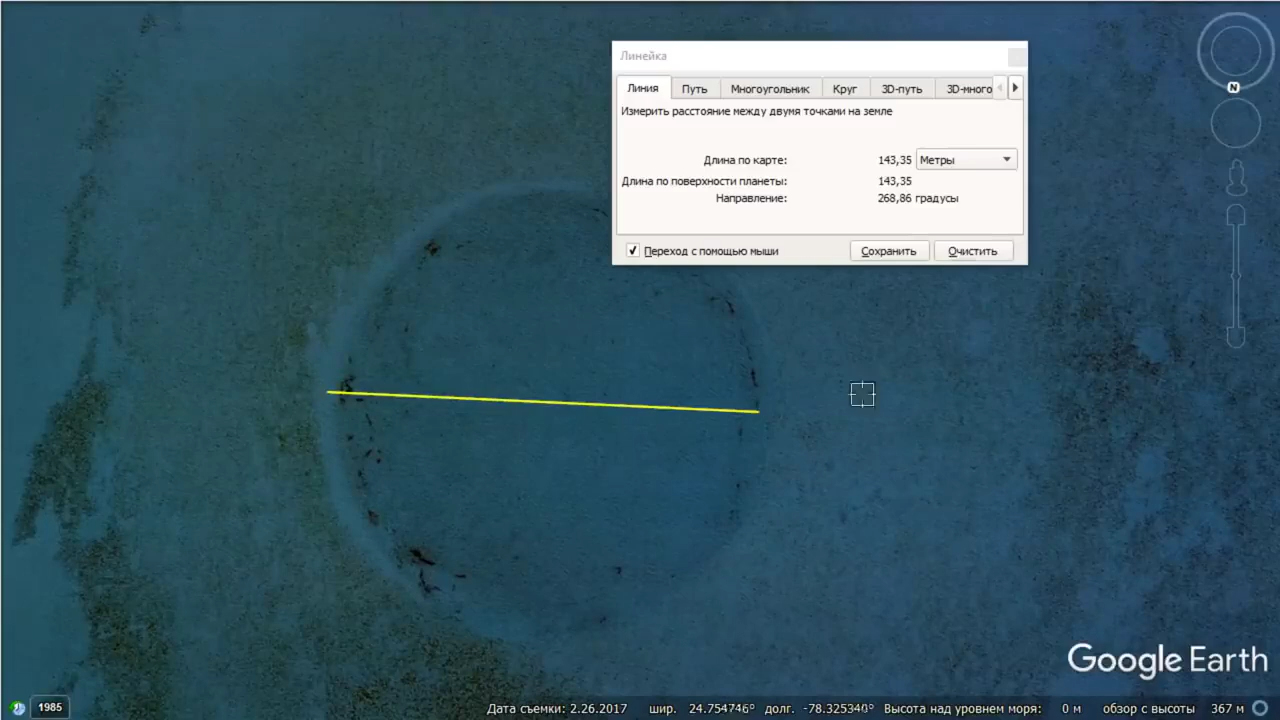 Линейка
Линия Путь Многоугольник Круг 3D-путь 3D-много
Измерить расстояние между двумя точками на земле
Длина по карте: 143,35 Метры
Длина по поверхности планеты: 143,35
Направление: 268,86 градусы
Переход с помощью мыши Сохранить Очистить
N
Google Earth
1985 Дата съемки: 2.26.2017 шир. 24.754746° долг. -78.325340° Высота над уровнем моря: 0 м обзор с высоты 367 м